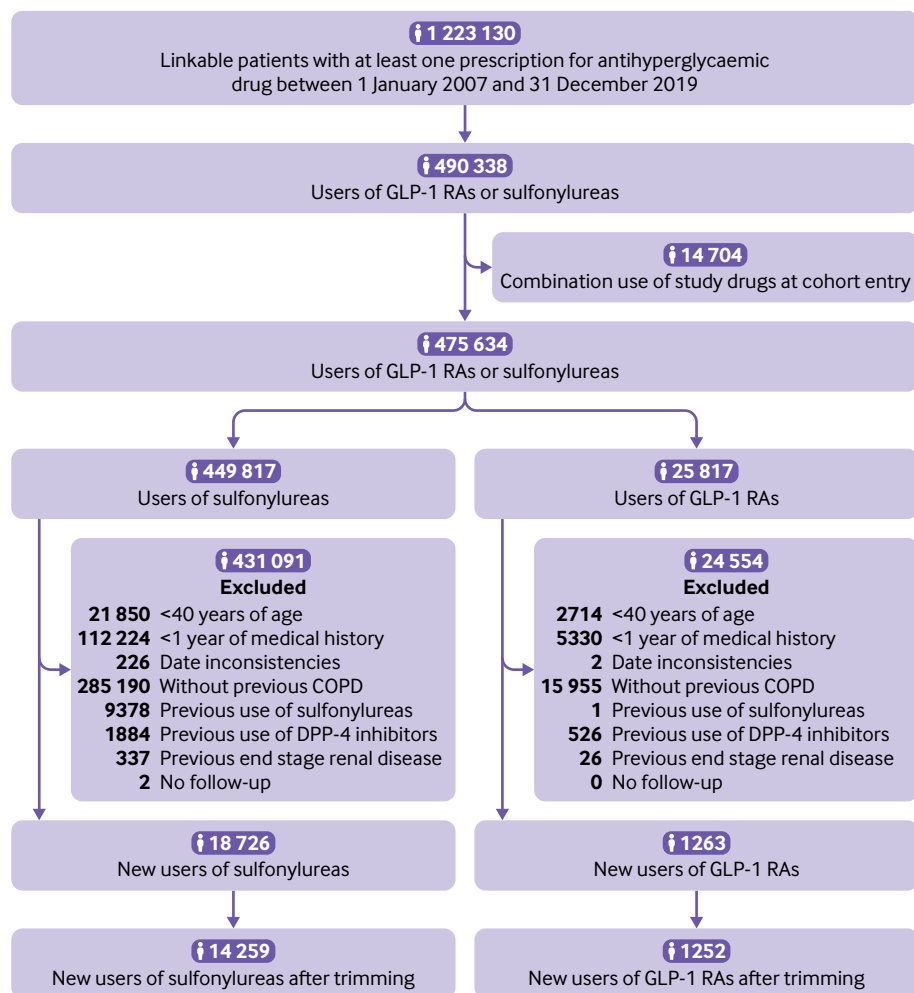 1 223 130
Linkable patients with at least one prescription for antihyperglycaemic
drug between 1 January 2007 and 31 December 2019
490 338
Users of GLP-1 RAs or sulfonylureas
14 704
Combination use of study drugs at cohort entry
475 634
Users of GLP-1 RAs or sulfonylureas
449 817
Users of sulfonylureas
431 091
Excluded
21 850 <40 years of age
112 224 <1 year of medical history
226 Date inconsistencies
285 190 Without previous COPD
9378 Previous use of sulfonylureas
1884 Previous use of DPP-4 inhibitors
337 Previous end stage renal disease
2 No follow-up
18 726
New users of sulfonylureas
14 259
New users of sulfonylureas after trimming
25 817
Users of GLP-1 RAs
24 554
Excluded
2714 <40 years of age
5330 <1 year of medical history
2 Date inconsistencies
15 955 Without previous COPD
1 Previous use of sulfonylureas
526 Previous use of DPP-4 inhibitors
26 Previous end stage renal disease
0 No follow-up
1263
New users of GLP-1 RAs
1252
New users of GLP-1 RAs after trimming